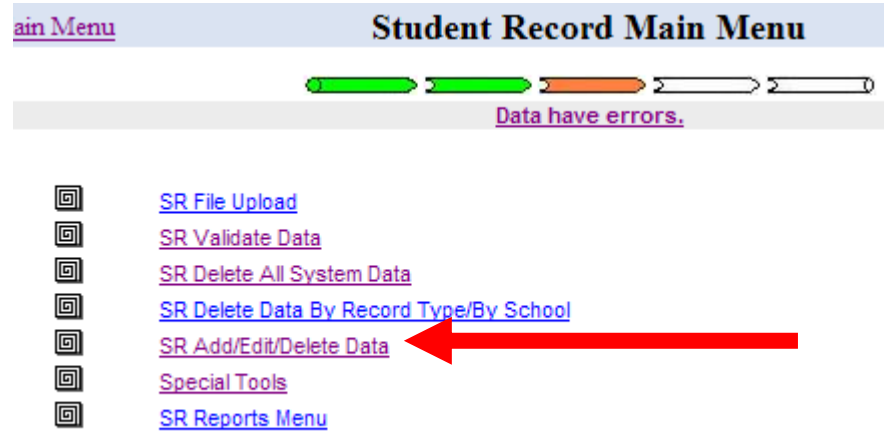 ain Menu Student Record Main Menu
Data have errors.
SR File Upload
SR Validate Data
SR Delete All System Data
SR Delete Data By Record Type/By School
SR Add/Edit/Delete Data
Special Tools
SR Reports Menu